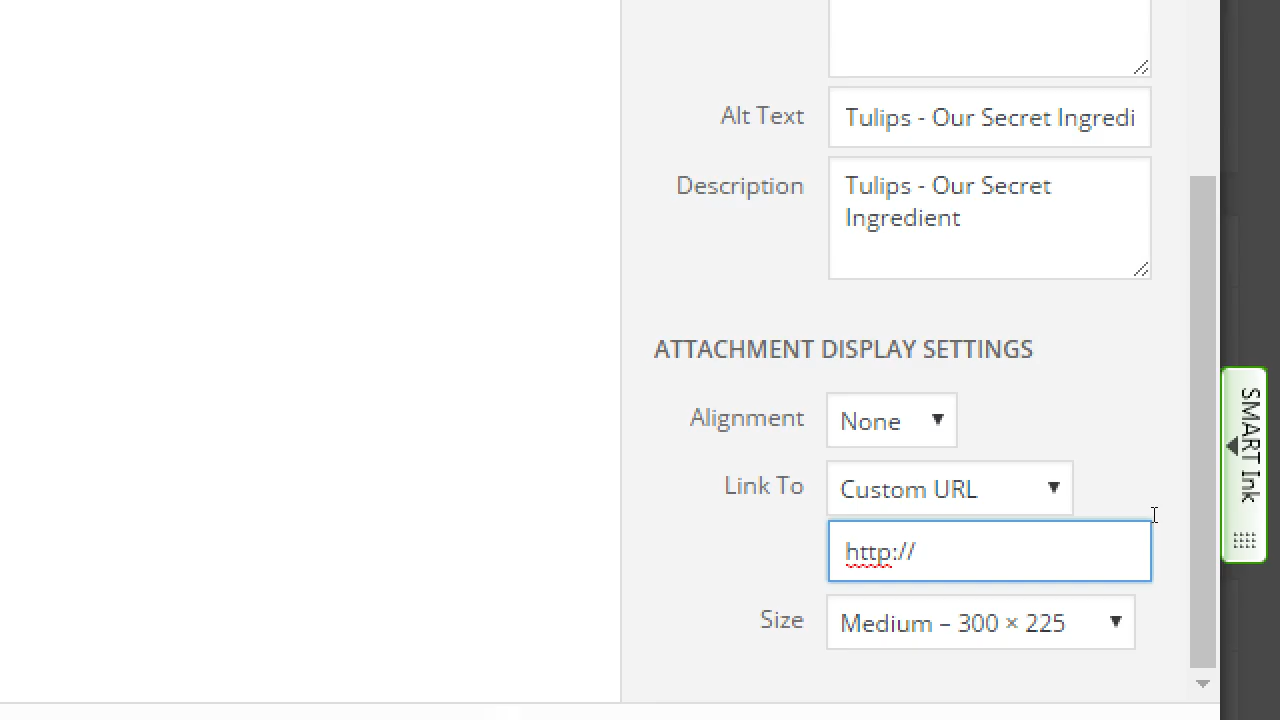 Alt Text
Tulips - Our Secret Ingredi
Description
Tulips - Our Secret
Ingredient
ATTACHMENT DISPLAY SETTINGS
Alignment
None
Link To
Custom URL
http://
Size
Medium – 300 × 225
SMART Ink